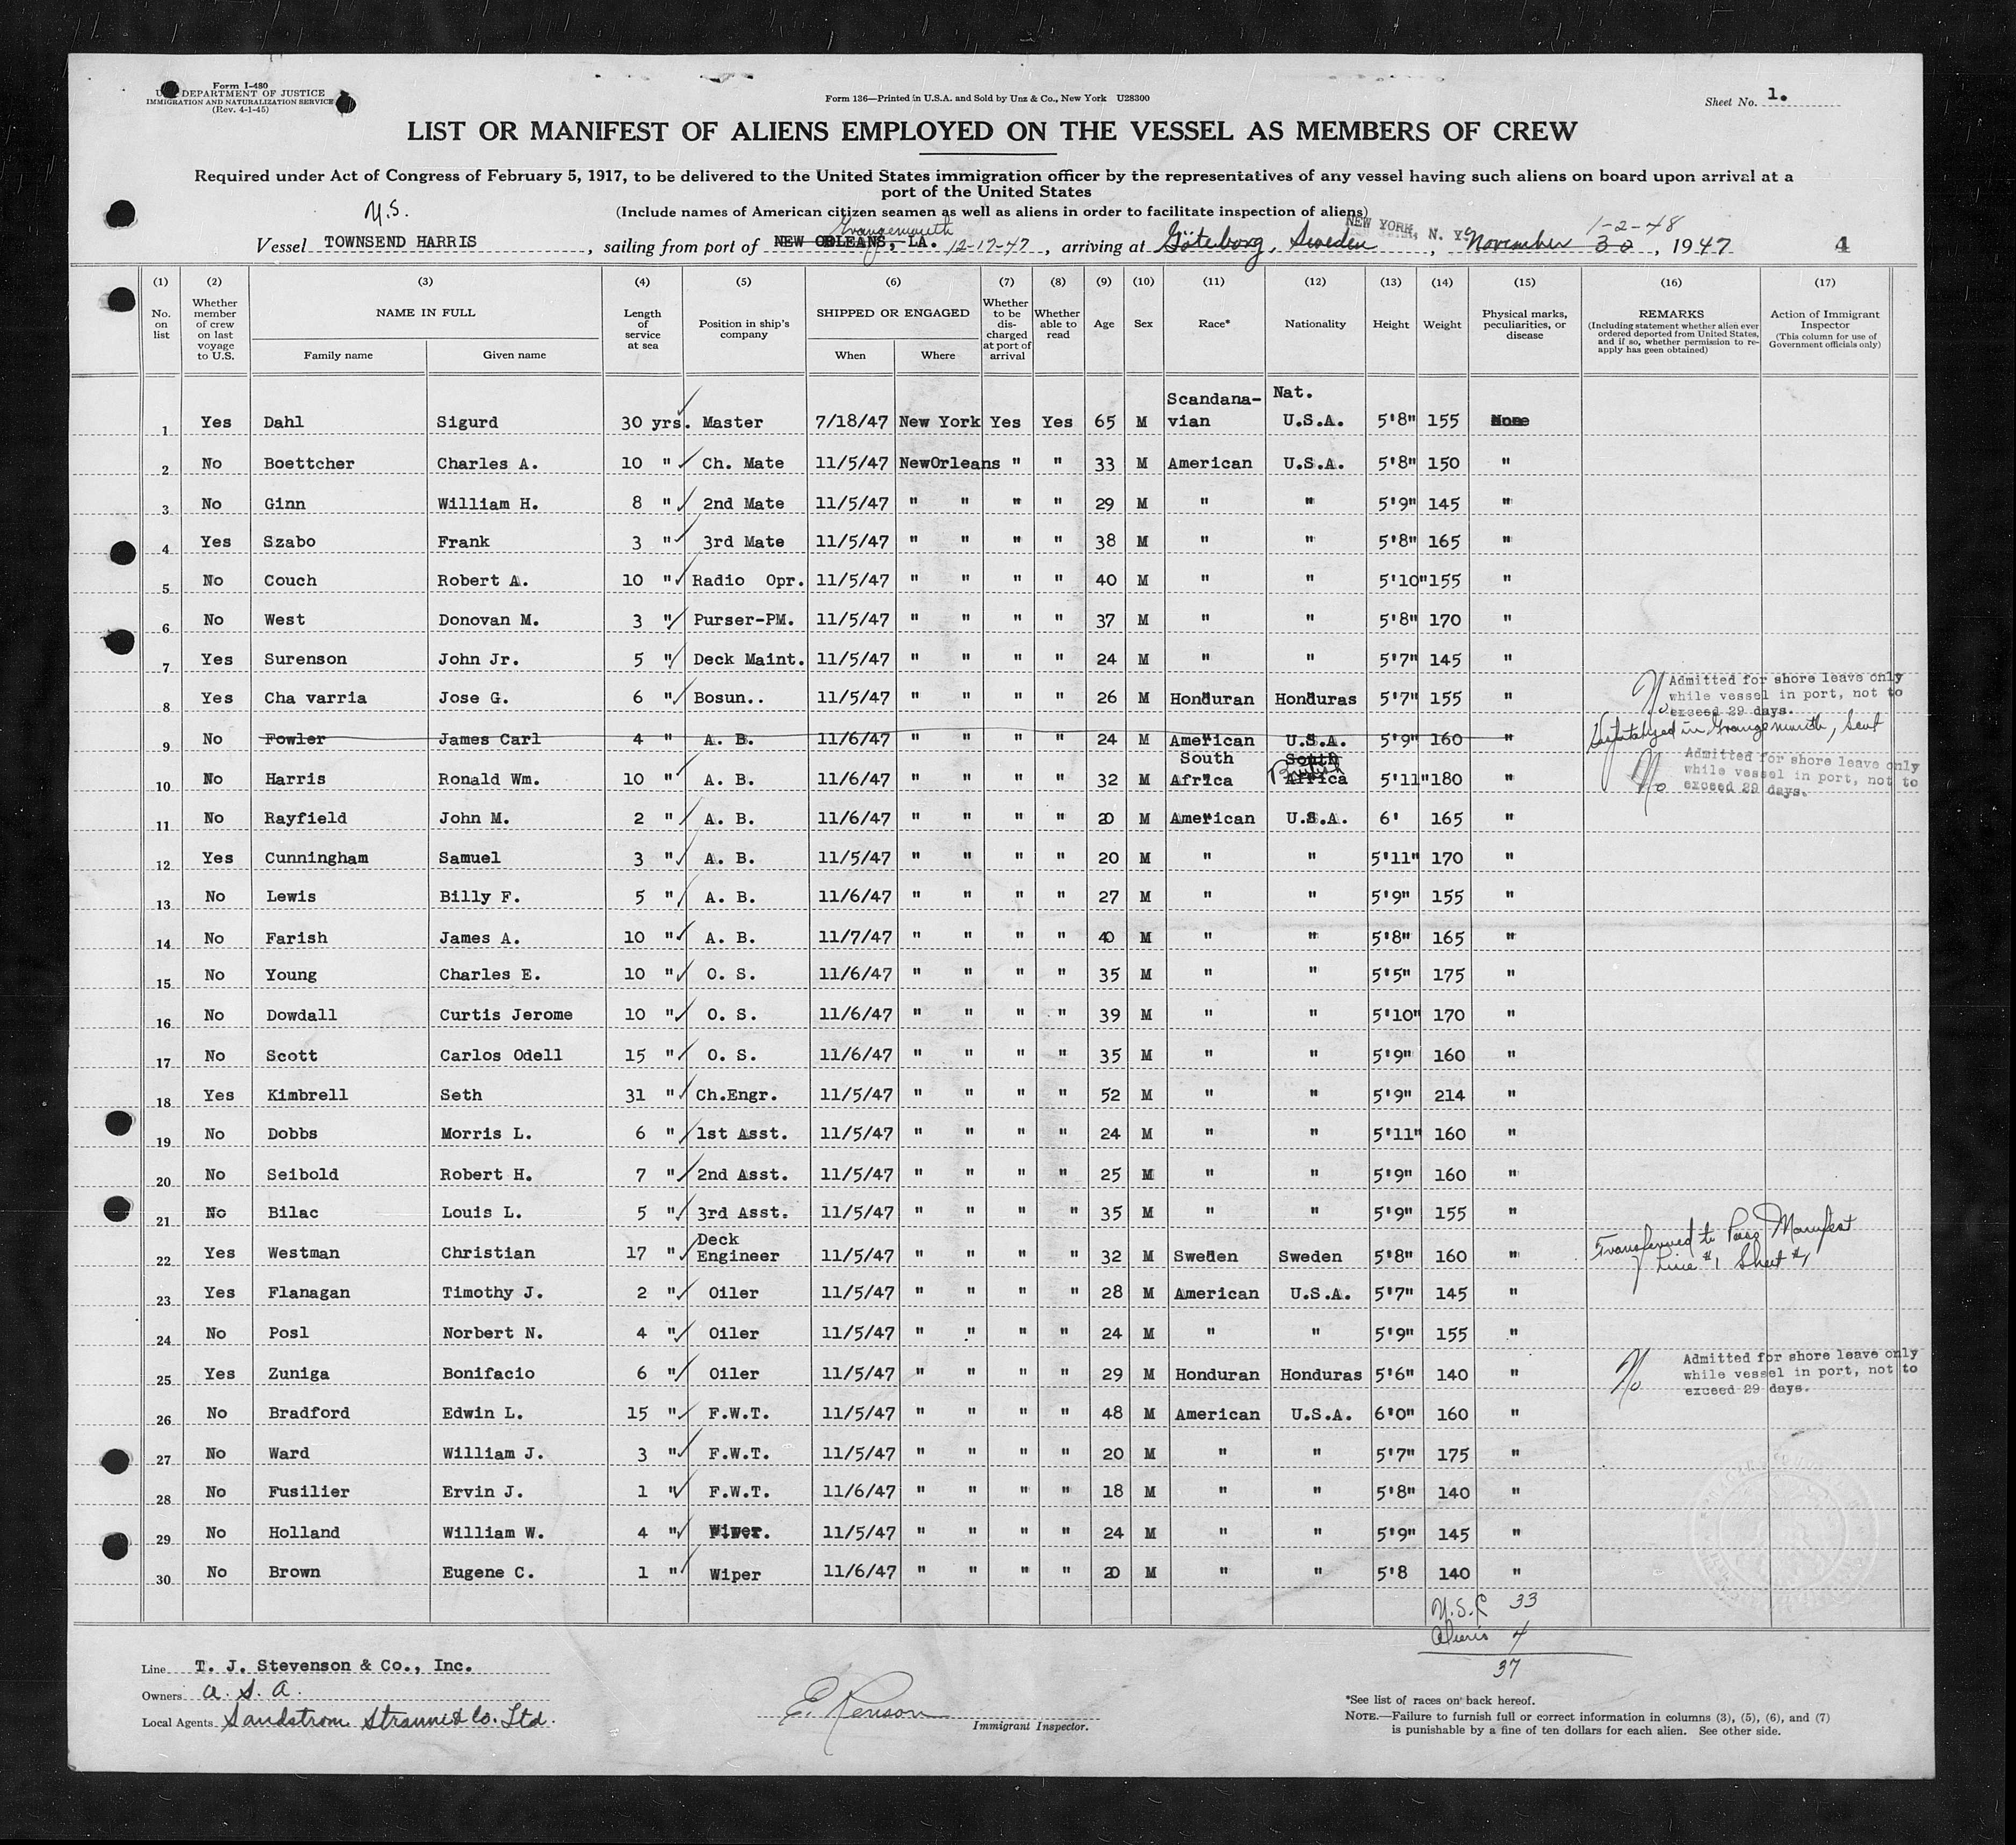 Form I-480
U. S. DEPARTMENT OF JUSTICE
IMMIGRATION AND NATURALIZATION SERVICE
(Rev. 4-1-45)
Form 136—Printed in U.S.A. and Sold by Unz & Co., New York U28300
Sheet No. 1.
LIST OR MANIFEST OF ALIENS EMPLOYED ON THE VESSEL AS MEMBERS OF CREW
Required under Act of Congress of February 5, 1917, to be delivered to the United States immigration officer by the representatives of any vessel having such aliens on board upon arrival at a
port of the United States
(Include names of American citizen seamen as well as aliens in order to facilitate inspection of aliens)
U.S. Grangemouth NEW YORK, N. Y. 1-2-48
Vessel TOWNSEND HARRIS, sailing from port of NEW ORLEANS, LA. 12-17-47, arriving at Göteborg, Sweden, November 30, 1947 4
(1) (2) (3) (4) (5) (6) (7) (8) (9) (10) (11) (12) (13) (14) (15) (16) (17)
No. on list
Whether member of crew on last voyage to U.S.
NAME IN FULL
Family name Given name
Length of service at sea
Position in ship's company
SHIPPED OR ENGAGED
When Where
Whether to be discharged at port of arrival
Whether able to read
Age
Sex
Race*
Nationality
Height
Weight
Physical marks, peculiarities, or disease
REMARKS
(Including statement whether alien ever ordered deported from United States, and if so, whether permission to re-apply has geen obtained)
Action of Immigrant Inspector
(This column for use of Government officials only)
1 Yes Dahl Sigurd 30 yrs. Master 7/18/47 New York Yes Yes 65 M Scandana-vian Nat. U.S.A. 5'8" 155 None
2 No Boettcher Charles A. 10 " Ch. Mate 11/5/47 NewOrleans " " 33 M American U.S.A. 5'8" 150 "
3 No Ginn William H. 8 " 2nd Mate 11/5/47 " " " " 29 M " " 5'9" 145 "
4 Yes Szabo Frank 3 " 3rd Mate 11/5/47 " " " " 38 M " " 5'8" 165 "
5 No Couch Robert A. 10 " Radio Opr. 11/5/47 " " " " 40 M " " 5'10" 155 "
6 No West Donovan M. 3 " Purser-PM. 11/5/47 " " " " 37 M " " 5'8" 170 "
7 Yes Surenson John Jr. 5 " Deck Maint. 11/5/47 " " " " 24 M " " 5'7" 145 "
8 Yes Cha varria Jose G. 6 " Bosun.. 11/5/47 " " " " 26 M Honduran Honduras 5'7" 155 " No Admitted for shore leave only while vessel in port, not to exceed 29 days.
9 No Fowler James Carl 4 " A. B. 11/6/47 " " " " 24 M American U.S.A. 5'9" 160 " in Grangemouth,
10 No Harris Ronald Wm. 10 " A. B. 11/6/47 " " " " 32 M South Africa South Africa British 5'11" 180 " No Admitted for shore leave only while vessel in port, not to exceed 29 days.
11 No Rayfield John M. 2 " A. B. 11/6/47 " " " " 20 M American U.S.A. 6' 165 "
12 Yes Cunningham Samuel 3 " A. B. 11/5/47 " " " " 20 M " " 5'11" 170 "
13 No Lewis Billy F. 5 " A. B. 11/6/47 " " " " 27 M " " 5'9" 155 "
14 No Farish James A. 10 " A. B. 11/7/47 " " " " 40 M " " 5'8" 165 "
15 No Young Charles E. 10 " O. S. 11/6/47 " " " " 35 M " " 5'5" 175 "
16 No Dowdall Curtis Jerome 10 " O. S. 11/6/47 " " " " 39 M " " 5'10" 170 "
17 No Scott Carlos Odell 15 " O. S. 11/6/47 " " " " 35 M " " 5'9" 160 "
18 Yes Kimbrell Seth 31 " Ch.Engr. 11/5/47 " " " " 52 M " " 5'9" 214 "
19 No Dobbs Morris L. 6 " 1st Asst. 11/5/47 " " " " 24 M " " 5'11" 160 "
20 No Seibold Robert H. 7 " 2nd Asst. 11/5/47 " " " " 25 M " " 5'9" 160 "
21 No Bilac Louis L. 5 " 3rd Asst. 11/5/47 " " " " 35 M " " 5'9" 155 "
22 Yes Westman Christian 17 " Deck Engineer 11/5/47 " " " " 32 M Sweden Sweden 5'8" 160 " Transferred to Pass Manifest Line #1 Sheet #1
23 Yes Flanagan Timothy J. 2 " Oiler 11/5/47 " " " " 28 M American U.S.A. 5'7" 145 "
24 No Posl Norbert N. 4 " Oiler 11/5/47 " " " " 24 M " " 5'9" 155 "
25 Yes Zuniga Bonifacio 6 " Oiler 11/5/47 " " " " 29 M Honduran Honduras 5'6" 140 " No Admitted for shore leave only while vessel in port, not to exceed 29 days.
26 No Bradford Edwin L. 15 " F.W.T. 11/5/47 " " " " 48 M American U.S.A. 6'0" 160 "
27 No Ward William J. 3 " F.W.T. 11/5/47 " " " " 20 M " " 5'7" 175 "
28 No Fusilier Ervin J. 1 " F.W.T. 11/6/47 " " " " 18 M " " 5'8" 140 "
29 No Holland William W. 4 " Wiper. 11/5/47 " " " " 24 M " " 5'9" 145 "
30 No Brown Eugene C. 1 " Wiper 11/6/47 " " " " 20 M " " 5'8 140 "
U.S.C 33
Aliens 4
37
Line T. J. Stevenson & Co., Inc.
Owners A. S. A.
Local Agents Sandstrom Stranne & Co. Ltd.
E. Renson
Immigrant Inspector.
*See list of races on back hereof.
NOTE.—Failure to furnish full or correct information in columns (3), (5), (6), and (7)
is punishable by a fine of ten dollars for each alien. See other side.